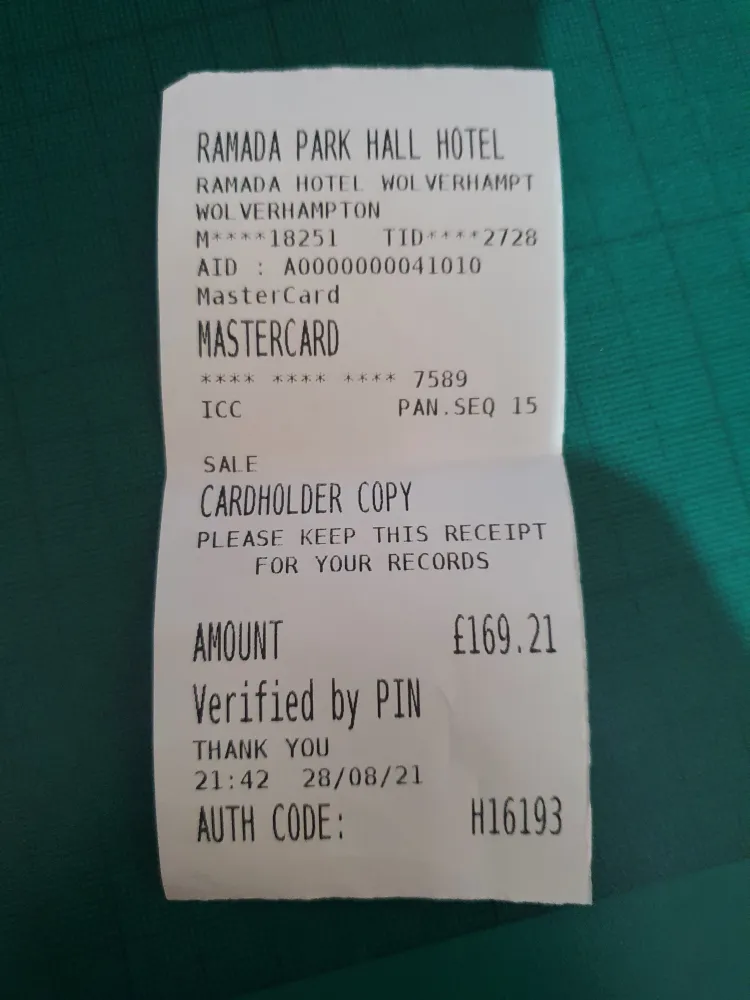 RAMADA PARK HALL HOTEL
RAMADA HOTEL WOLVERHAMPT
WOLVERHAMPTON
M****18251 TID****2728
AID : A0000000041010
MasterCard
MASTERCARD
**** **** **** 7589
ICC PAN.SEQ 15
SALE
CARDHOLDER COPY
PLEASE KEEP THIS RECEIPT
FOR YOUR RECORDS
AMOUNT £169.21
Verified by PIN
THANK YOU
21:42 28/08/21
AUTH CODE: H16193